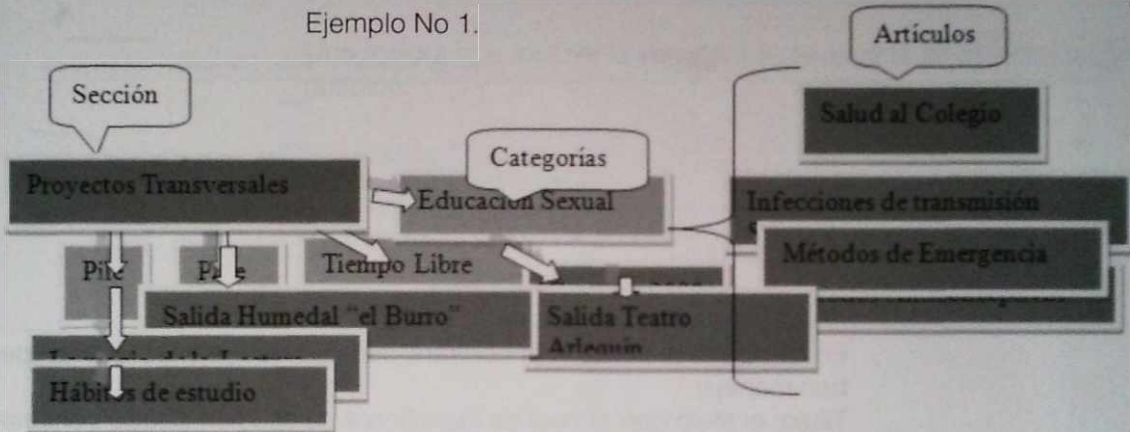 Ejemplo No 1.
Artículos
Sección
Salud al Colegio
Categorías
Proyectos Transversales
Educación Sexual
Infecciones de transmisión
Métodos de Emergencia
Tiempo Libre
Salida Humedal "el Burro"
Salida Teatro
Arlequín
Hábitos de estudio